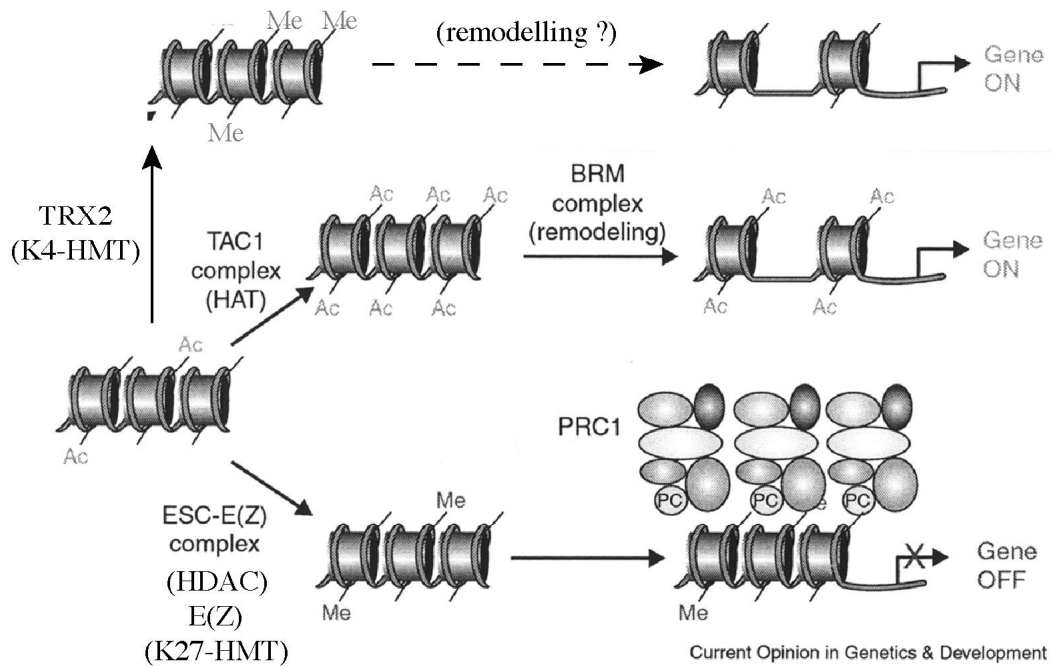 Me Me
(remodelling ?)
Gene
ON
Me
TRX2
(K4-HMT)
Ac Ac Ac
BRM
complex
(remodeling)
Ac Ac
Gene
ON
TAC1
complex
(HAT)
Ac Ac Ac
Ac Ac
Ac
Ac
PRC1
PC PC PC
ESC-E(Z)
complex
(HDAC)
E(Z)
(K27-HMT)
Me
Me
Me
Gene
OFF
Current Opinion in Genetics & Development